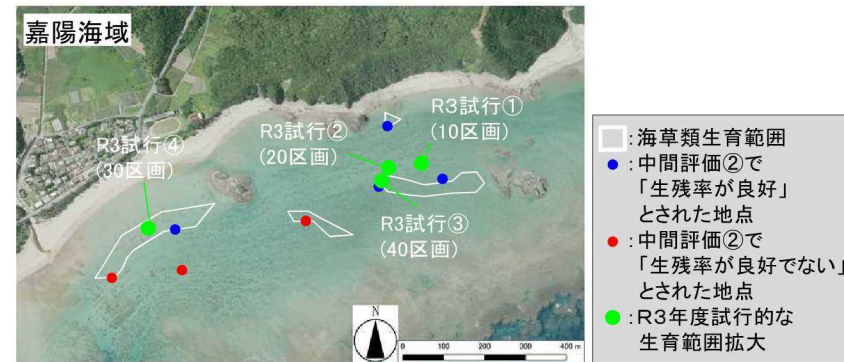 嘉陽海域
R3試行①
(10区画)
R3試行②
(20区画)
R3試行④
(30区画)
R3試行③
(40区画)
N
0 100 200 300 400 m
:海草類生育範囲
:中間評価②で
「生残率が良好」
とされた地点
:中間評価②で
「生残率が良好でない」
とされた地点
:R3年度試行的な
生育範囲拡大